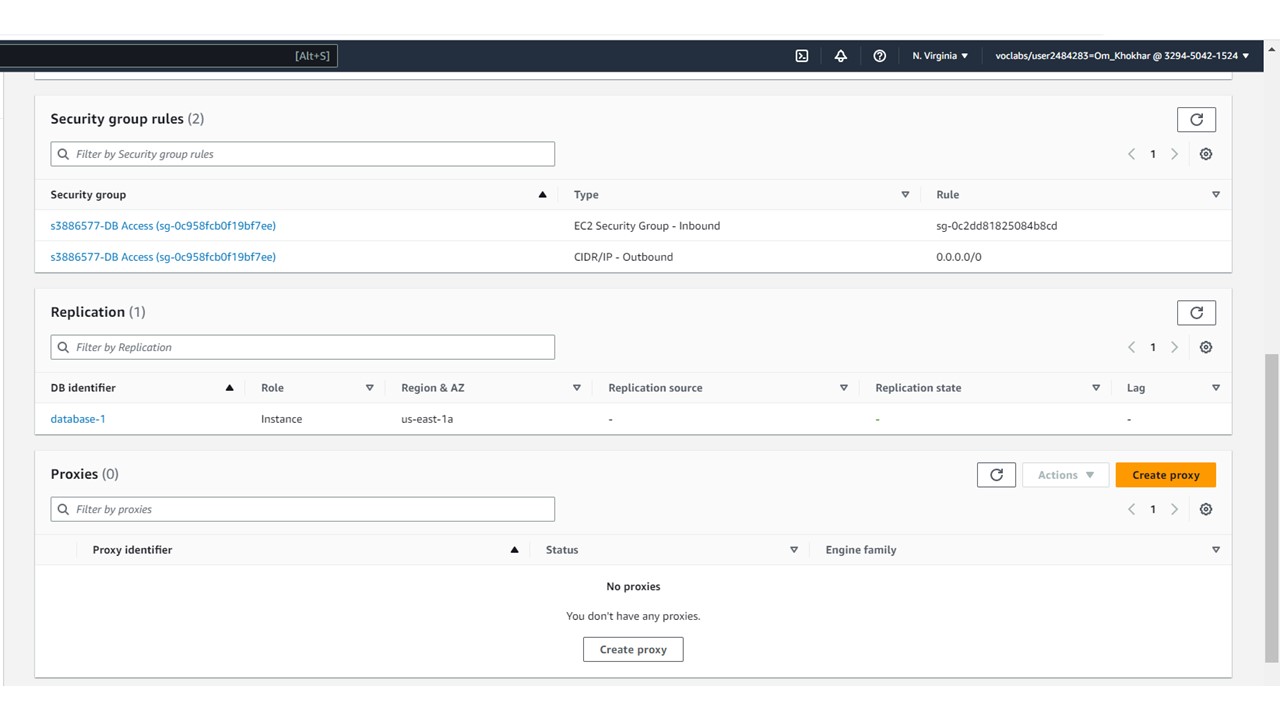 [Alt+S] N. Virginia ▼ voclabs/user2484283=Om_Khokhar @ 3294-5042-1524 ▼
Security group rules (2)
Filter by Security group rules 1
Security group Type Rule
s3886577-DB Access (sg-0c958fcb0f19bf7ee) EC2 Security Group - Inbound sg-0c2dd81825084b8cd
s3886577-DB Access (sg-0c958fcb0f19bf7ee) CIDR/IP - Outbound 0.0.0.0/0
Replication (1)
Filter by Replication 1
DB identifier Role Region & AZ Replication source Replication state Lag
database-1 Instance us-east-1a - - -
Proxies (0) Actions ▼ Create proxy
Filter by proxies 1
Proxy identifier Status Engine family
No proxies
You don't have any proxies.
Create proxy